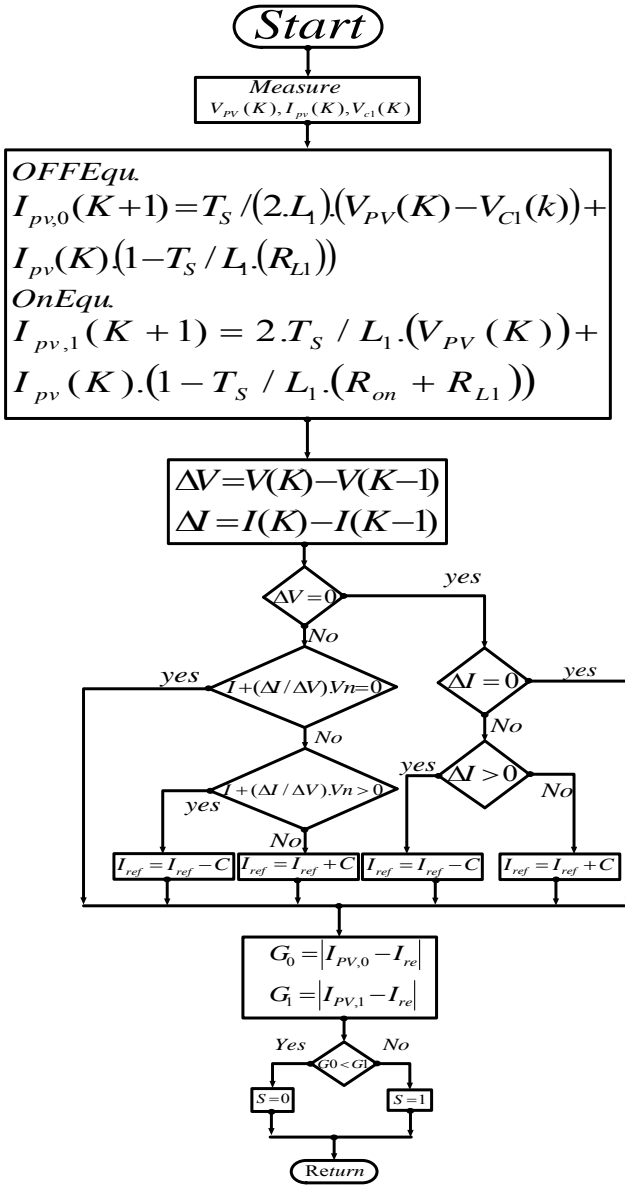 Start
Measure
V_PV(K), I_pv(K), V_c1(K)
OFFEqu.
I_pv,0(K+1) = T_S/(2.L_1).(V_PV(K)−V_C1(k))+
I_pv(K).(1−T_S/L_1.(R_L1))
OnEqu.
I_pv,1(K+1) = 2.T_S/L_1.(V_PV(K))+
I_pv(K).(1−T_S/L_1.(R_on+R_L1))
ΔV=V(K)−V(K−1)
ΔI=I(K)−I(K−1)
ΔV=0
yes
No
I+(ΔI/ΔV).Vn=0
yes
ΔI=0
yes
No
No
I+(ΔI/ΔV).Vn>0
yes
ΔI>0
yes
No
No
I_ref=I_ref−C
I_ref=I_ref+C
I_ref=I_ref−C
I_ref=I_ref+C
G_0=|I_PV,0−I_re|
G_1=|I_PV,1−I_re|
Yes
No
G0<G1
S=0
S=1
Return